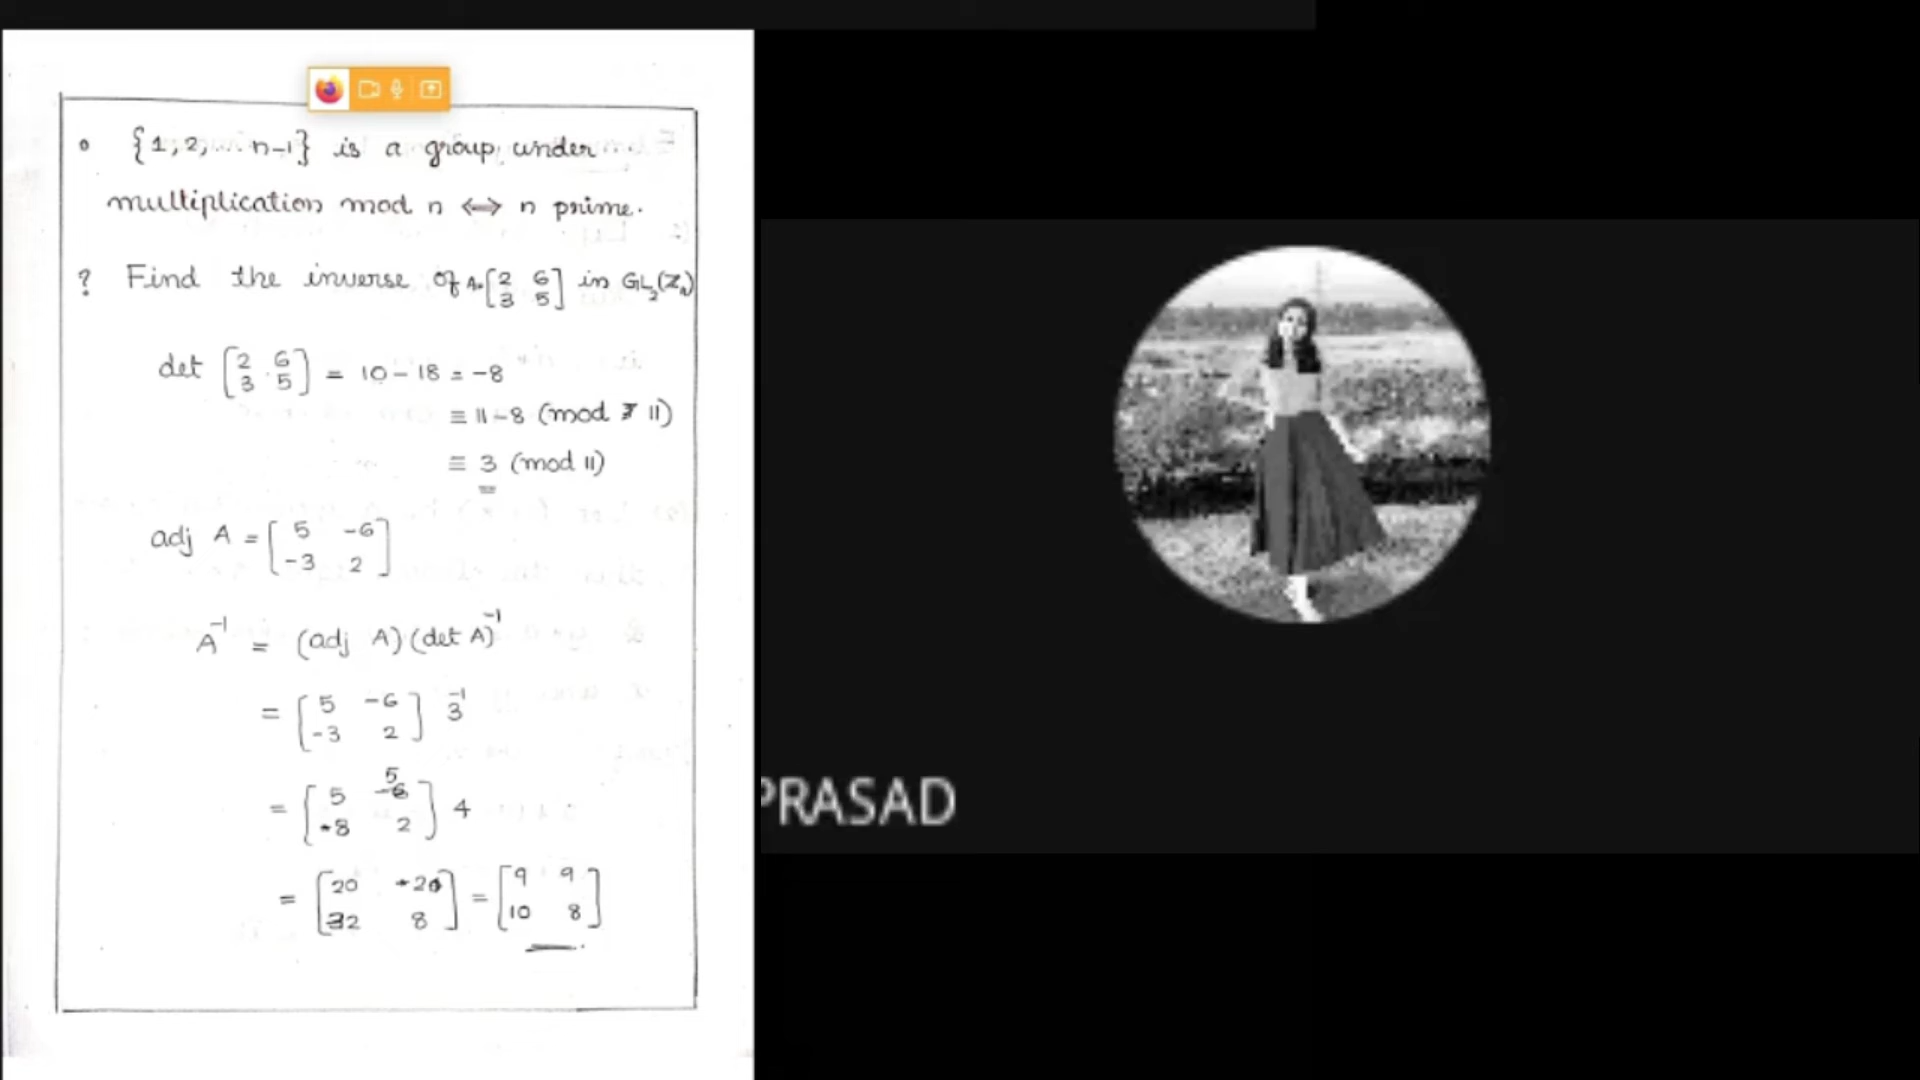 {1, 2, ... n-1} is a group under
multiplication mod n ⟺ n prime.
? Find the inverse of A = [2 6; 3 5] in GL₂(Z₁₁)
det [2 6; 3 5] = 10 - 18 = -8
≡ 11 - 8 (mod 11)
≡ 3 (mod 11)
adj A = [5 -6; -3 2]
A⁻¹ = (adj A) (det A)⁻¹
= [5 -6; -3 2] 3⁻¹
= [5 5; 8 2] 4
= [20 20; 32 8] = [9 9; 10 8]
PRASAD